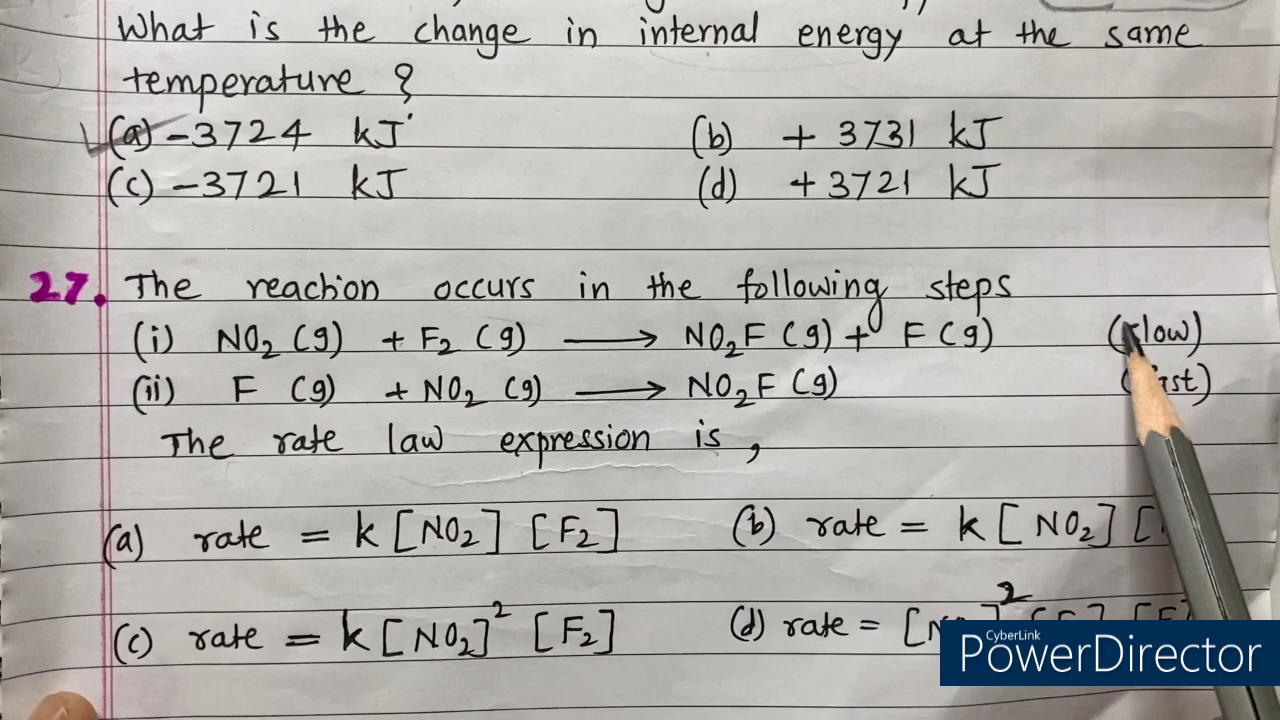 What is the change in internal energy at the same
temperature ?
(a) -3724 kJ (b) + 3731 kJ
(c) -3721 kJ (d) +3721 kJ
27. The reaction occurs in the following steps
(i) NO₂ (g) + F₂ (g) ⟶ NO₂F (g) + F (g) (slow)
(ii) F (g) + NO₂ (g) ⟶ NO₂F (g)
The rate law expression is,
(a) rate = k [NO₂] [F₂] (b) rate = k [NO₂] [
(c) rate = k [NO₂]² [F₂] (d) rate =
CyberLink
PowerDirector